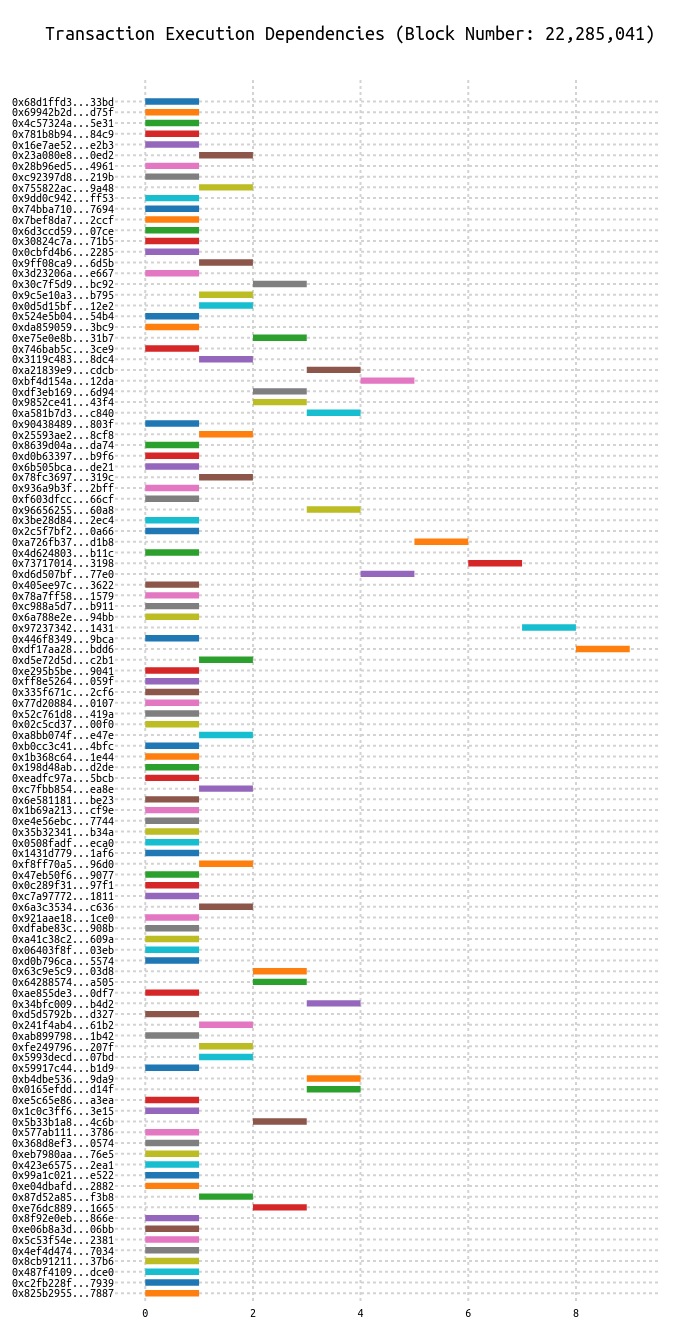 Transaction Execution Dependencies (Block Number: 22,285,041)
0x68d1ffd3...33bd
0x69942b2d...d75f
0x4c57324a...5e31
0x781b8b94...84c9
0x16e7ae52...e2b3
0x23a080e8...0ed2
0x28b96ed5...4961
0xc92397d8...219b
0x755822ac...9a48
0x9dd0c942...ff53
0x74bba710...7694
0x7bef8da7...2ccf
0x6d3ccd59...07ce
0x30824c7a...71b5
0x0cbfd4b6...2285
0x9ff08ca9...6d5b
0x3d23206a...e667
0x30c7f5d9...bc92
0x9c5e10a3...b795
0x0d5d15bf...12e2
0x524e5b04...54b4
0xda859059...3bc9
0xe75e0e8b...31b7
0x746bab5c...3ce9
0x3119c483...8dc4
0xa21839e9...cdcb
0xbf4d154a...12da
0xdf3eb169...6d94
0x9852ce41...43f4
0xa581b7d3...c840
0x90438489...803f
0x25593ae2...8cf8
0x8639d04a...da74
0xd0b63397...b9f6
0x6b505bca...de21
0x78fc3697...319c
0x936a9b3f...2bff
0xf603dfcc...66cf
0x96656255...60a8
0x3be28d84...2ec4
0x2c5f7bf2...0a66
0xa726fb37...d1b8
0x4d624803...b11c
0x73717014...3198
0xd6d507bf...77e0
0x405ee97c...3622
0x78a7ff58...1579
0xc988a5d7...b911
0x6a788e2e...94bb
0x97237342...1431
0x446f8349...9bca
0xdf17aa28...bdd6
0xd5e72d5d...c2b1
0xe295b5be...9041
0xff8e5264...059f
0x335f671c...2cf6
0x77d20884...0107
0x52c761d8...419a
0x02c5cd37...00f0
0xa8bb074f...e47e
0xb0cc3c41...4bfc
0x1b368c64...1e44
0x198d48ab...d2de
0xeadfc97a...5bcb
0xc7fbb854...ea8e
0x6e581181...be23
0x1b69a213...cf9e
0xe4e56ebc...7744
0x35b32341...b34a
0x0508fadf...eca0
0x1431d779...1af6
0xf8ff70a5...96d0
0x47eb50f6...9077
0x0c289f31...97f1
0xc7a97772...1811
0x6a3c3534...c636
0x921aae18...1ce0
0xdfabe83c...908b
0xa41c38c2...609a
0x06403f8f...03eb
0xd0b796ca...5574
0x63c9e5c9...03d8
0x64288574...a505
0xae855de3...0df7
0x34bfc009...b4d2
0xd5d5792b...d327
0x241f4ab4...61b2
0xab899798...1b42
0xfe249796...207f
0x5993decd...07bd
0x59917c44...b1d9
0xb4dbe536...9da9
0x0165efdd...d14f
0xe5c65e86...a3ea
0x1c0c3ff6...3e15
0x5b33b1a8...4c6b
0x577ab111...3786
0x368d8ef3...0574
0xeb7980aa...76e5
0x423e6575...2ea1
0x99a1c021...e522
0xe04dbafd...2882
0x87d52a85...f3b8
0xe76dc889...1665
0x8f92e0eb...866e
0xe06b8a3d...06bb
0x5c53f54e...2381
0x4ef4d474...7034
0x8cb91211...37b6
0x487f4109...dce0
0xc2fb228f...7939
0x825b2955...7887
0 2 4 6 8